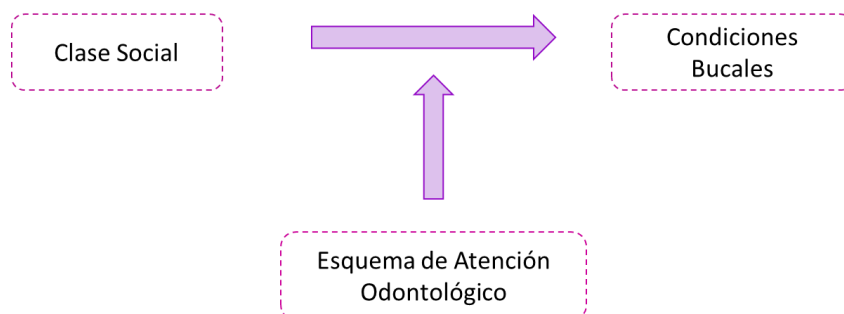 Clase Social
Condiciones
Bucales
Esquema de Atención
Odontológico